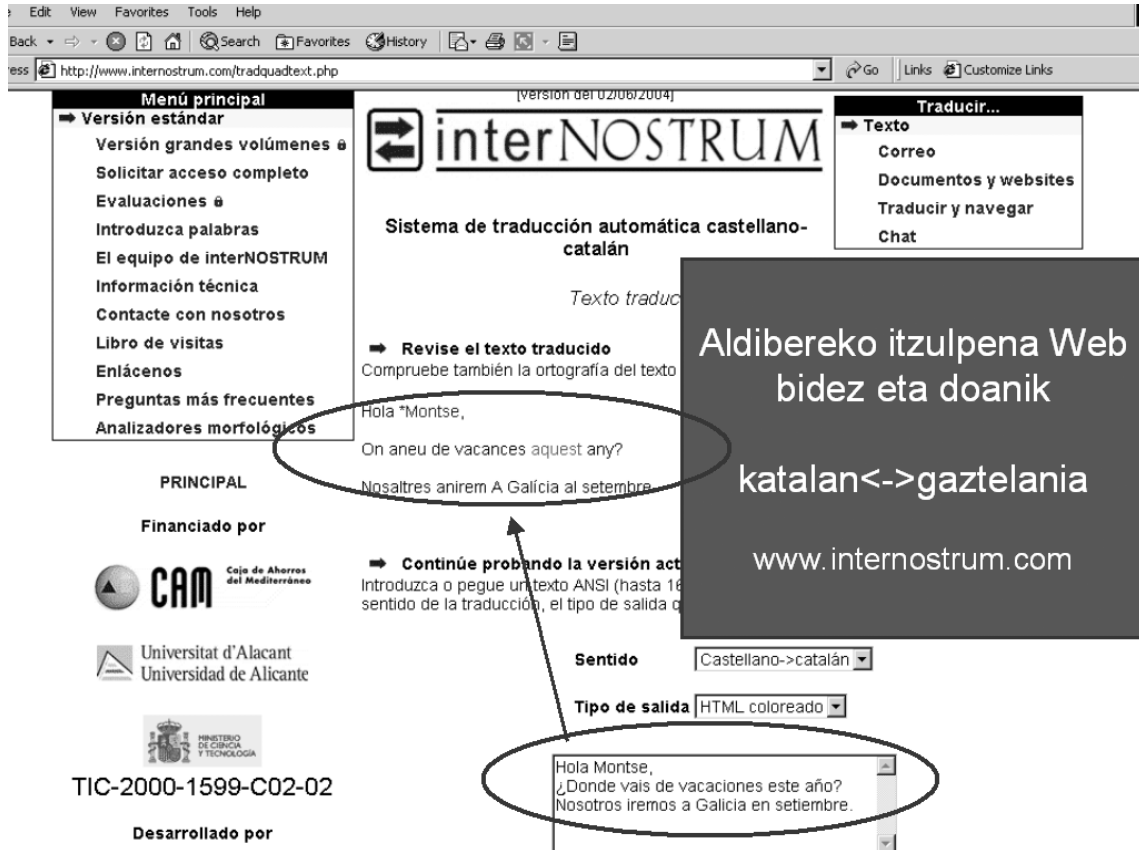 Edit View Favorites Tools Help
Back Search Favorites History
ress http://www.internostrum.com/tradquadtext.php Go Links Customize Links
Menú principal
Versión estándar
Versión grandes volúmenes
Solicitar acceso completo
Evaluaciones
Introduzca palabras
El equipo de interNOSTRUM
Información técnica
Contacte con nosotros
Libro de visitas
Enlácenos
Preguntas más frecuentes
Analizadores morfológicos
PRINCIPAL
Financiado por
CAM Caja de Ahorros
del Mediterráneo
Universitat d'Alacant
Universidad de Alicante
MINISTERIO
DE CIENCIA
Y TECNOLOGÍA
TIC-2000-1599-C02-02
Desarrollado por
[Versión del 02/06/2004]
interNOSTRUM
Sistema de traducción automática castellano-
catalán
Texto traduc
Revise el texto traducido
Compruebe también la ortografía del texto
Hola *Montse,
On aneu de vacances aquest any?
Nosaltres anirem A Galícia al setembre
Continúe probando la versión act
Introduzca o pegue un texto ANSI (hasta 16
sentido de la traducción, el tipo de salida q
Sentido Castellano->catalán
Tipo de salida HTML coloreado
Hola Montse,
¿Donde vais de vacaciones este año?
Nosotros iremos a Galicia en setiembre.
Traducir...
Texto
Correo
Documentos y websites
Traducir y navegar
Chat
Aldibereko itzulpena Web
bidez eta doanik
katalan<->gaztelania
www.internostrum.com